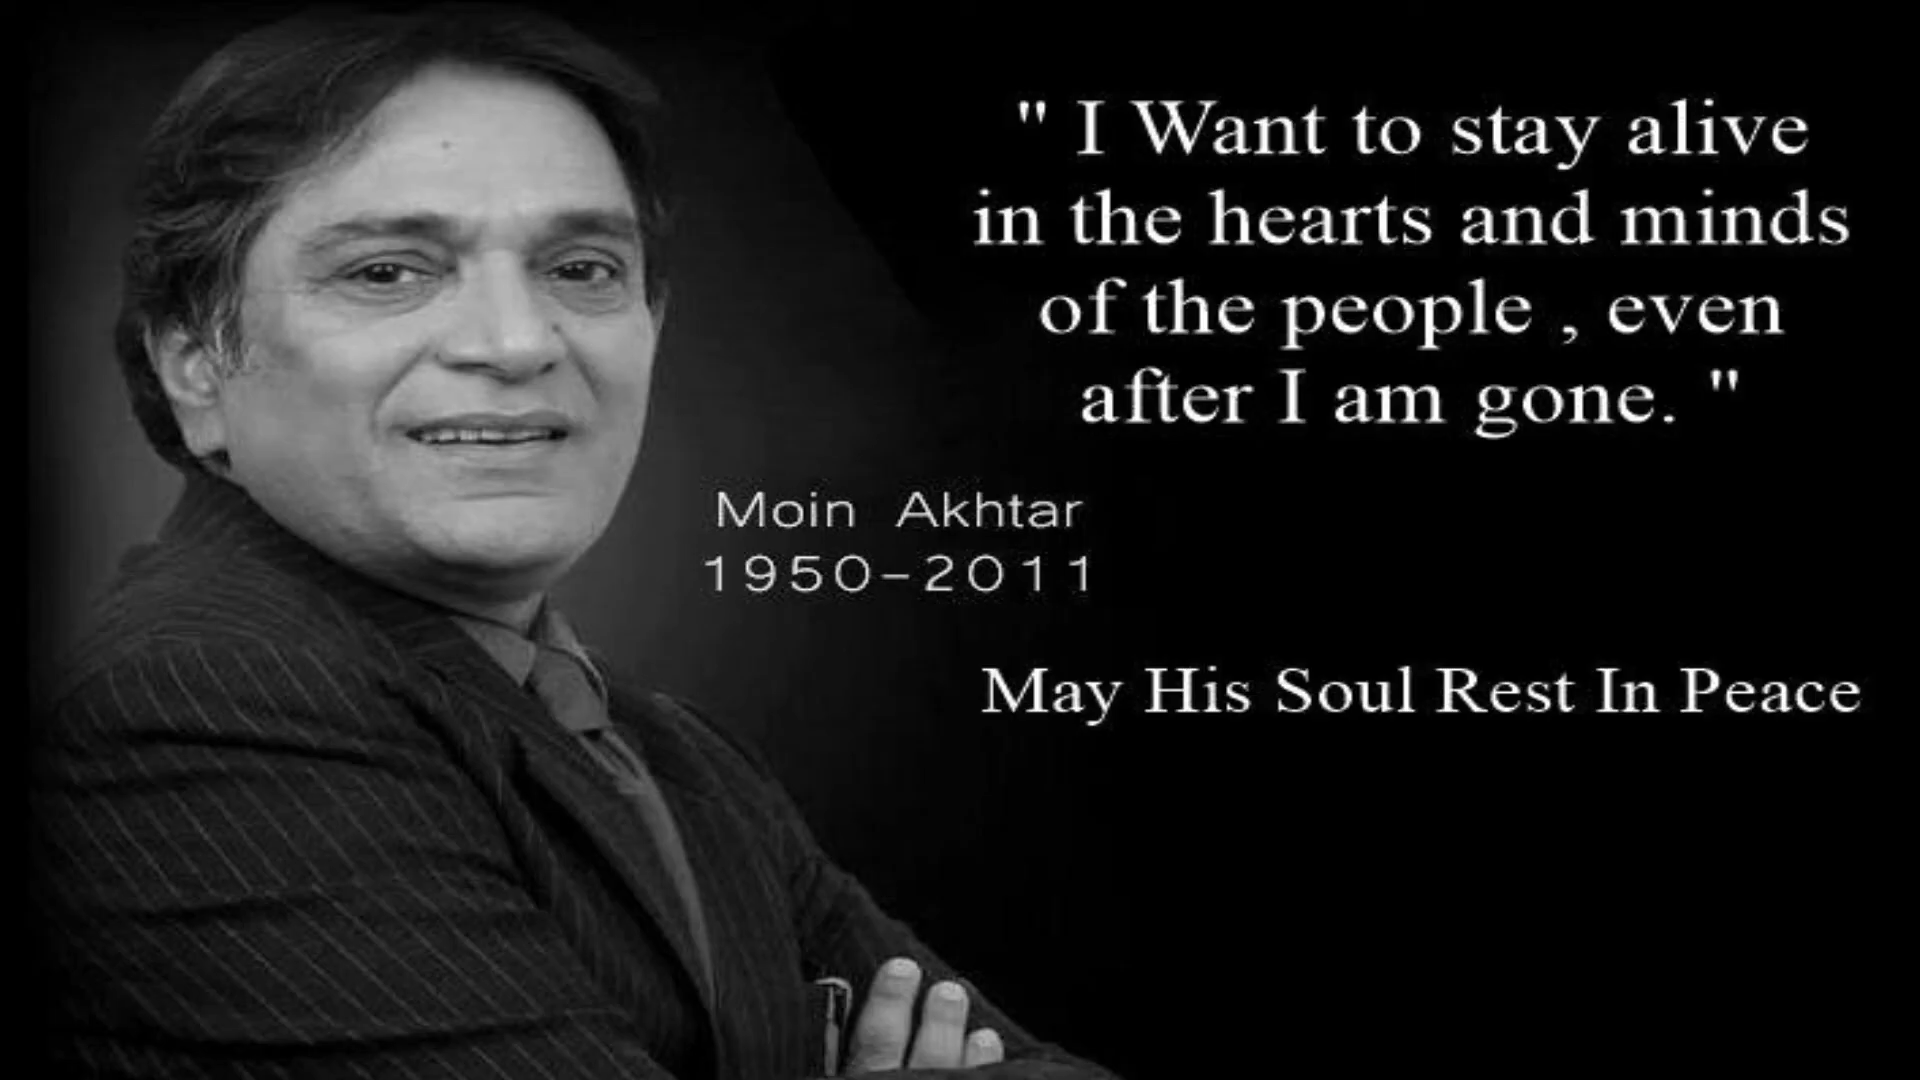 " I Want to stay alive
in the hearts and minds
of the people , even
after I am gone. "
Moin Akhtar
1950-2011
May His Soul Rest In Peace